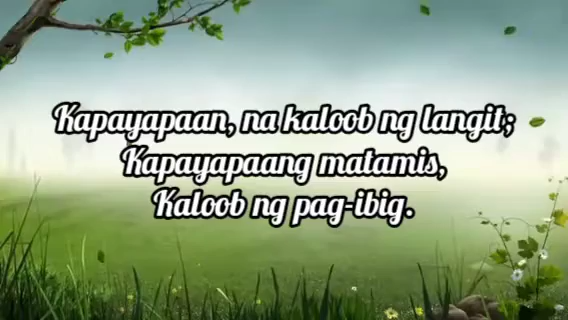 Kapayapaan, na kaloob ng langit;
Kapayapaang matamis,
Kaloob ng pag-ibig.